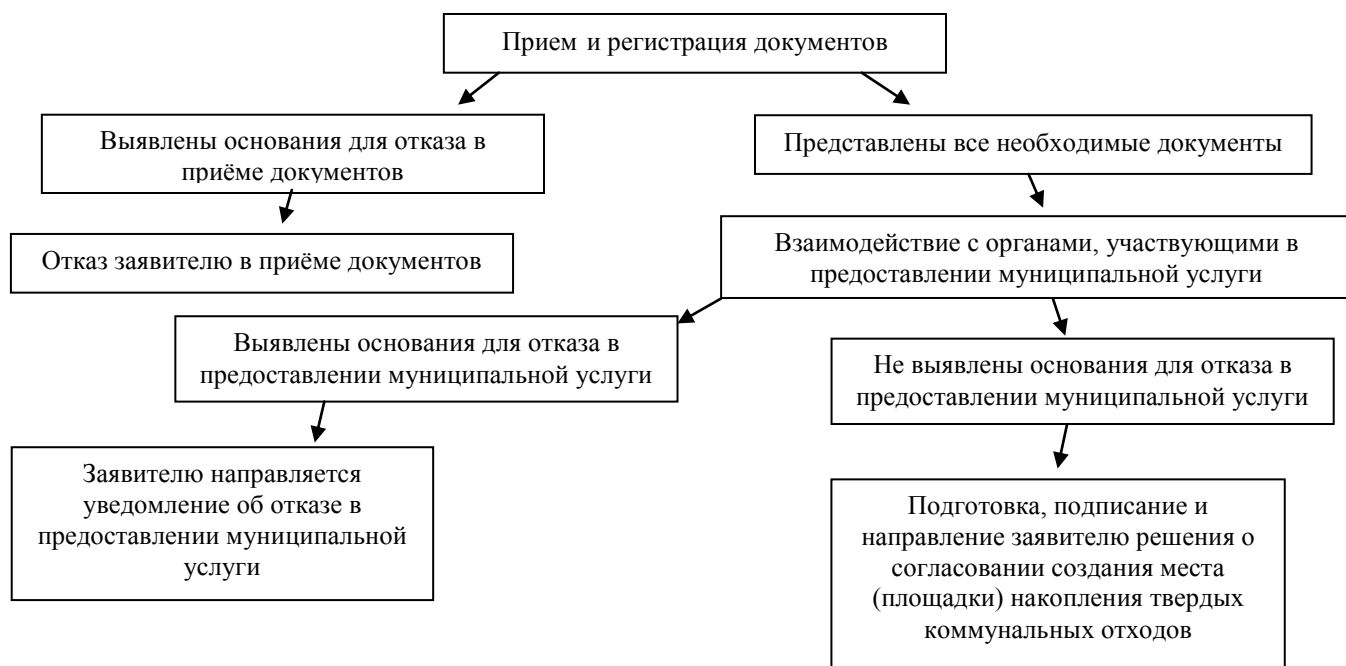 Прием и регистрация документов
Выявлены основания для отказа в
приёме документов
Представлены все необходимые документы
Отказ заявителю в приёме документов
Взаимодействие с органами, участвующими в
предоставлении муниципальной услуги
Выявлены основания для отказа в
предоставлении муниципальной услуги
Не выявлены основания для отказа в
предоставлении муниципальной услуги
Заявителю направляется
уведомление об отказе в
предоставлении муниципальной
услуги
Подготовка, подписание и
направление заявителю решения о
согласовании создания места
(площадки) накопления твердых
коммунальных отходов